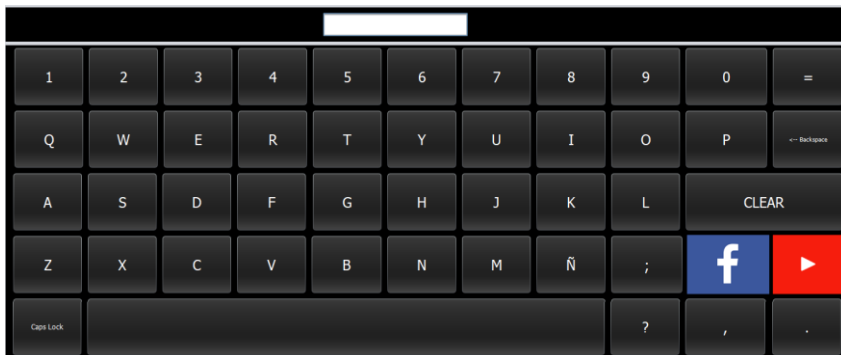 1 2 3 4 5 6 7 8 9 0 =
Q W E R T Y U I O P <-- Backspace
A S D F G H J K L CLEAR
Z X C V B N M Ñ ; f
Caps Lock ? , .